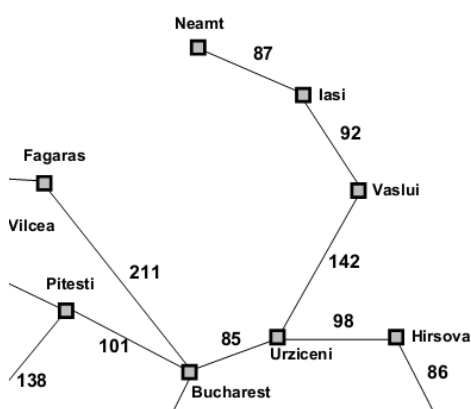 Neamt
87
Iasi
92
Fagaras
Vaslui
Vilcea
211
142
Pitesti
98
85
Hirsova
101
Urziceni
86
138
Bucharest